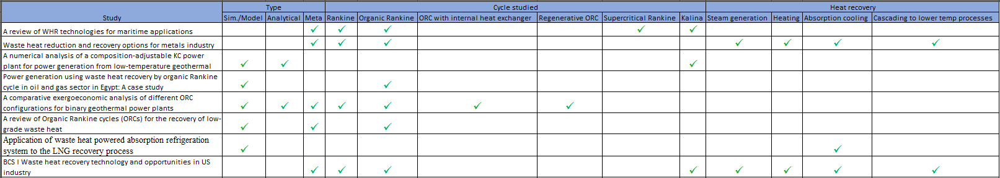 Type Cycle studied Heat recovery
Study Sim./Model Analytical Meta Rankine Organic Rankine ORC with internal heat exchanger Regenerative ORC Supercritical Rankine Kalina Steam generation Heating Absorption cooling Cascading to lower temp processes
A review of WHR technologies for maritime applications ✓ ✓ ✓ ✓ ✓
Waste heat reduction and recovery options for metals industry ✓ ✓ ✓ ✓ ✓ ✓ ✓
A numerical analysis of a composition-adjustable KC power
plant for power generation from low-temperature geothermal ✓ ✓ ✓
Power generation using waste heat recovery by organic Rankine
cycle in oil and gas sector in Egypt: A case study ✓ ✓
A comparative exergoeconomic analysis of different ORC
configurations for binary geothermal power plants ✓ ✓ ✓ ✓ ✓ ✓ ✓
A review of Organic Rankine cycles (ORCs) for the recovery of low-
grade waste heat ✓ ✓ ✓
Application of waste heat powered absorption refrigeration
system to the LNG recovery process ✓ ✓
BCS I Waste heat recovery technology and opportunities in US
industry ✓ ✓ ✓ ✓ ✓ ✓ ✓ ✓